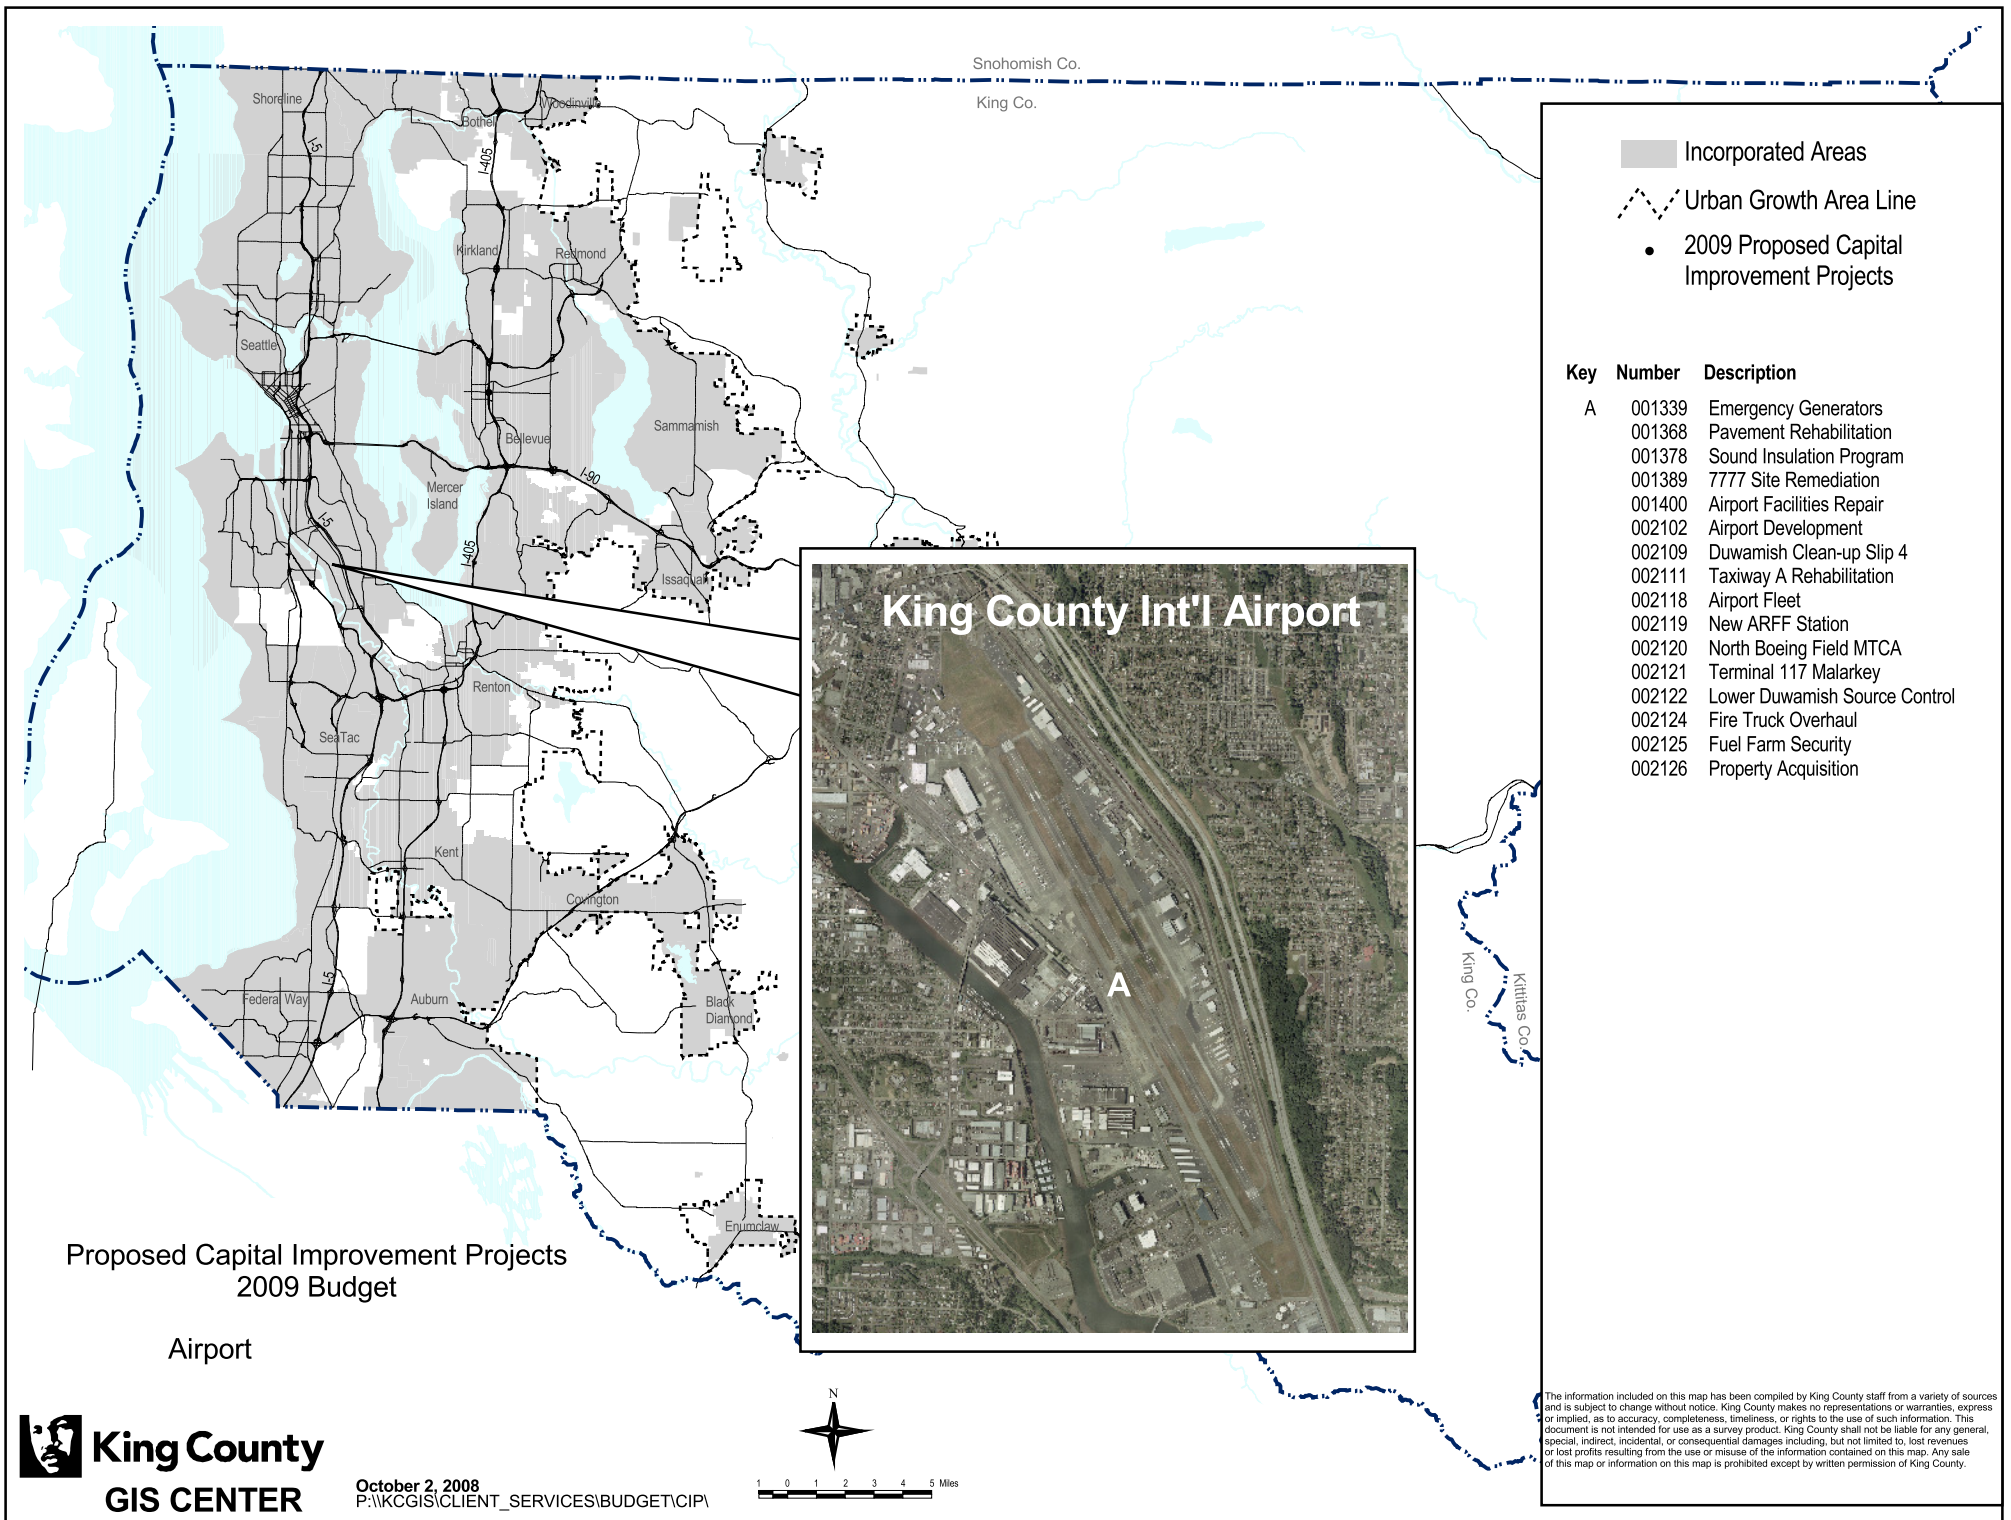 Snohomish Co.
King Co.
Shoreline
Woodinville
Bothell
I-5
I-405
Kirkland
Redmond
Seattle
Sammamish
Bellevue
I-90
Mercer
Island
I-5
I-405
Issaquah
Renton
SeaTac
Kent
Covington
I-5
Federal Way
Auburn
Black
Diamond
Enumclaw
King County Int'l Airport
A
King Co.
Kittitas Co.
Incorporated Areas
Urban Growth Area Line
2009 Proposed Capital
Improvement Projects
Key Number Description
A 001339 Emergency Generators
001368 Pavement Rehabilitation
001378 Sound Insulation Program
001389 7777 Site Remediation
001400 Airport Facilities Repair
002102 Airport Development
002109 Duwamish Clean-up Slip 4
002111 Taxiway A Rehabilitation
002118 Airport Fleet
002119 New ARFF Station
002120 North Boeing Field MTCA
002121 Terminal 117 Malarkey
002122 Lower Duwamish Source Control
002124 Fire Truck Overhaul
002125 Fuel Farm Security
002126 Property Acquisition
Proposed Capital Improvement Projects
2009 Budget
Airport
King County
GIS CENTER
October 2, 2008
P:\\KCGIS\CLIENT_SERVICES\BUDGET\CIP\
N
1 0 1 2 3 4 5 Miles
The information included on this map has been compiled by King County staff from a variety of sources
and is subject to change without notice. King County makes no representations or warranties, express
or implied, as to accuracy, completeness, timeliness, or rights to the use of such information. This
document is not intended for use as a survey product. King County shall not be liable for any general,
special, indirect, incidental, or consequential damages including, but not limited to, lost revenues
or lost profits resulting from the use or misuse of the information contained on this map. Any sale
of this map or information on this map is prohibited except by written permission of King County.